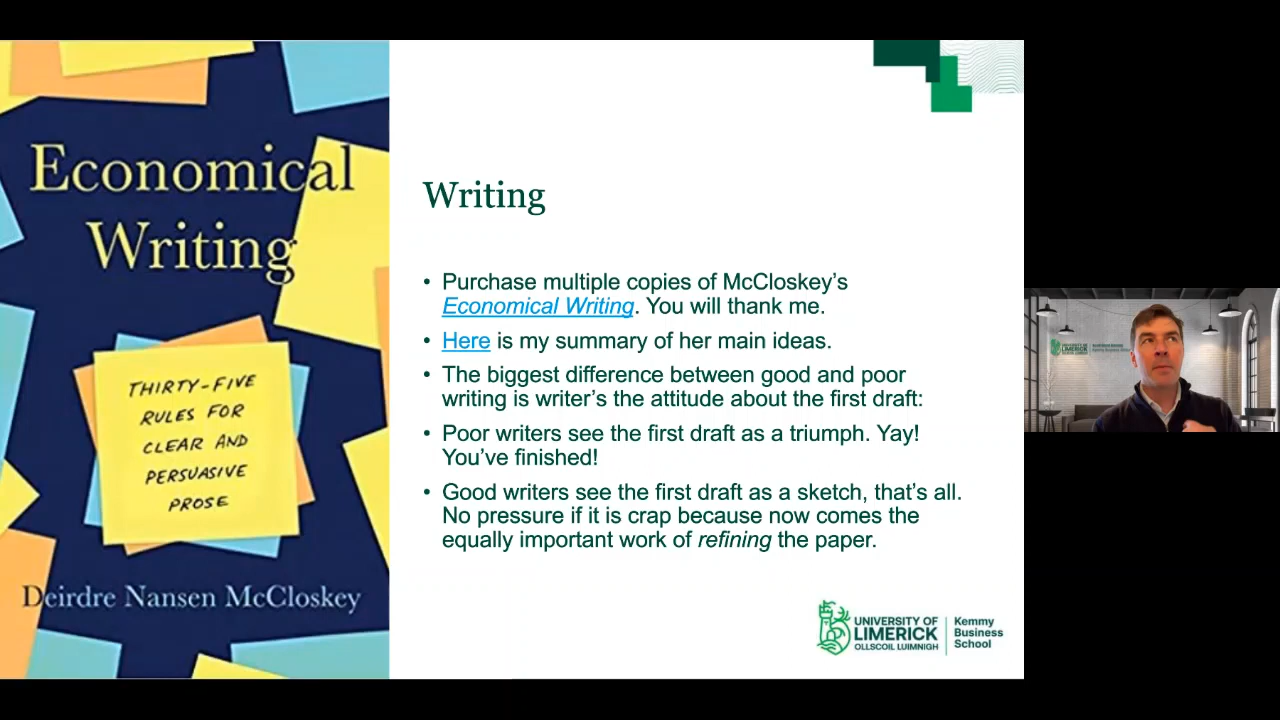 Economical
Writing
THIRTY-FIVE
RULES FOR
CLEAR AND
PERSUASIVE
PROSE
Deirdre Nansen McCloskey
Writing
• Purchase multiple copies of McCloskey’s
Economical Writing. You will thank me.
• Here is my summary of her main ideas.
• The biggest difference between good and poor
writing is writer’s the attitude about the first draft:
• Poor writers see the first draft as a triumph. Yay!
You’ve finished!
• Good writers see the first draft as a sketch, that’s all.
No pressure if it is crap because now comes the
equally important work of refining the paper.
UNIVERSITY OF
LIMERICK
OLLSCOIL LUIMNIGH
Kemmy
Business
School
UNIVERSITY OF
LIMERICK